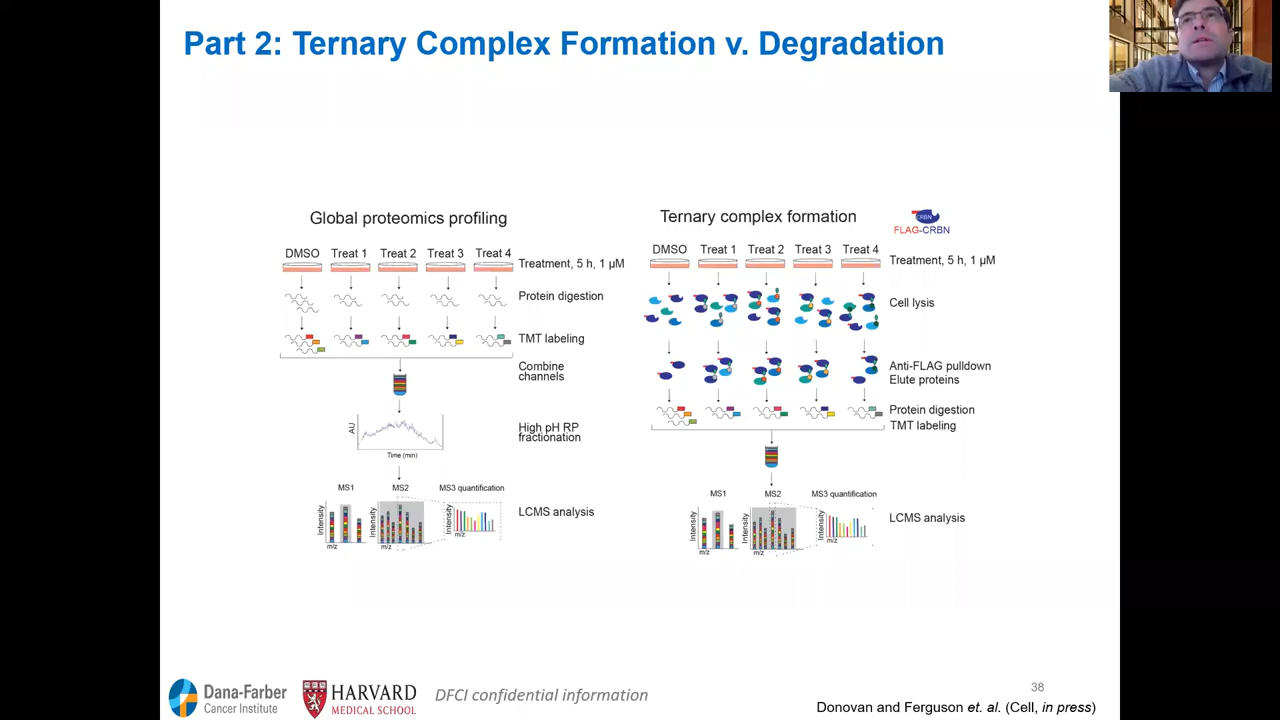 Part 2: Ternary Complex Formation v. Degradation
Global proteomics profiling
DMSO Treat 1 Treat 2 Treat 3 Treat 4
Treatment, 5 h, 1 µM
Protein digestion
TMT labeling
Combine
channels
High pH RP
fractionation
AU
Time (min)
MS1 MS2 MS3 quantification
Intensity
m/z
Intensity
m/z
Intensity
m/z
LCMS analysis
Ternary complex formation
CRBN
FLAG-CRBN
DMSO Treat 1 Treat 2 Treat 3 Treat 4
Treatment, 5 h, 1 µM
Cell lysis
Anti-FLAG pulldown
Elute proteins
Protein digestion
TMT labeling
MS1 MS2 MS3 quantification
Intensity
m/z
Intensity
m/z
Intensity
m/z
LCMS analysis
Dana-Farber
Cancer Institute
HARVARD
MEDICAL SCHOOL
DFCI confidential information
38
Donovan and Ferguson et. al. (Cell, in press)